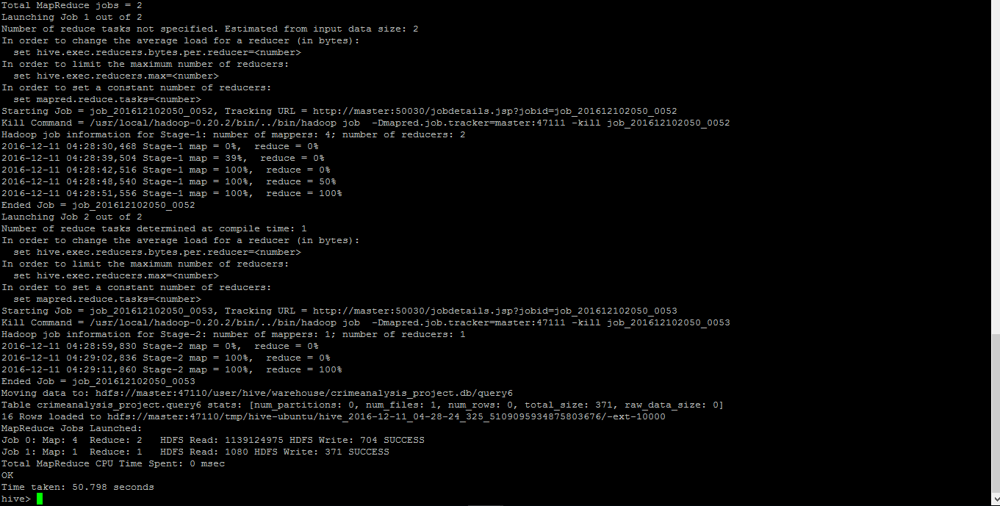 Total MapReduce jobs = 2
Launching Job 1 out of 2
Number of reduce tasks not specified. Estimated from input data size: 2
In order to change the average load for a reducer (in bytes):
  set hive.exec.reducers.bytes.per.reducer=<number>
In order to limit the maximum number of reducers:
  set hive.exec.reducers.max=<number>
In order to set a constant number of reducers:
  set mapred.reduce.tasks=<number>
Starting Job = job_201612102050_0052, Tracking URL = http://master:50030/jobdetails.jsp?jobid=job_201612102050_0052
Kill Command = /usr/local/hadoop-0.20.2/bin/../bin/hadoop job  -Dmapred.job.tracker=master:47111 -kill job_201612102050_0052
Hadoop job information for Stage-1: number of mappers: 4; number of reducers: 2
2016-12-11 04:28:30,468 Stage-1 map = 0%,  reduce = 0%
2016-12-11 04:28:39,504 Stage-1 map = 39%,  reduce = 0%
2016-12-11 04:28:42,516 Stage-1 map = 100%,  reduce = 0%
2016-12-11 04:28:48,540 Stage-1 map = 100%,  reduce = 50%
2016-12-11 04:28:51,556 Stage-1 map = 100%,  reduce = 100%
Ended Job = job_201612102050_0052
Launching Job 2 out of 2
Number of reduce tasks determined at compile time: 1
In order to change the average load for a reducer (in bytes):
  set hive.exec.reducers.bytes.per.reducer=<number>
In order to limit the maximum number of reducers:
  set hive.exec.reducers.max=<number>
In order to set a constant number of reducers:
  set mapred.reduce.tasks=<number>
Starting Job = job_201612102050_0053, Tracking URL = http://master:50030/jobdetails.jsp?jobid=job_201612102050_0053
Kill Command = /usr/local/hadoop-0.20.2/bin/../bin/hadoop job  -Dmapred.job.tracker=master:47111 -kill job_201612102050_0053
Hadoop job information for Stage-2: number of mappers: 1; number of reducers: 1
2016-12-11 04:28:59,830 Stage-2 map = 0%,  reduce = 0%
2016-12-11 04:29:02,836 Stage-2 map = 100%,  reduce = 0%
2016-12-11 04:29:11,860 Stage-2 map = 100%,  reduce = 100%
Ended Job = job_201612102050_0053
Moving data to: hdfs://master:47110/user/hive/warehouse/crimeanalysis_project.db/query6
Table crimeanalysis_project.query6 stats: [num_partitions: 0, num_files: 1, num_rows: 0, total_size: 371, raw_data_size: 0]
16 Rows loaded to hdfs://master:47110/tmp/hive-ubuntu/hive_2016-12-11_04-28-24_325_5109095934875803676/-ext-10000
MapReduce Jobs Launched:
Job 0: Map: 4  Reduce: 2   HDFS Read: 1139124975 HDFS Write: 704 SUCCESS
Job 1: Map: 1  Reduce: 1   HDFS Read: 1080 HDFS Write: 371 SUCCESS
Total MapReduce CPU Time Spent: 0 msec
OK
Time taken: 50.798 seconds
hive>